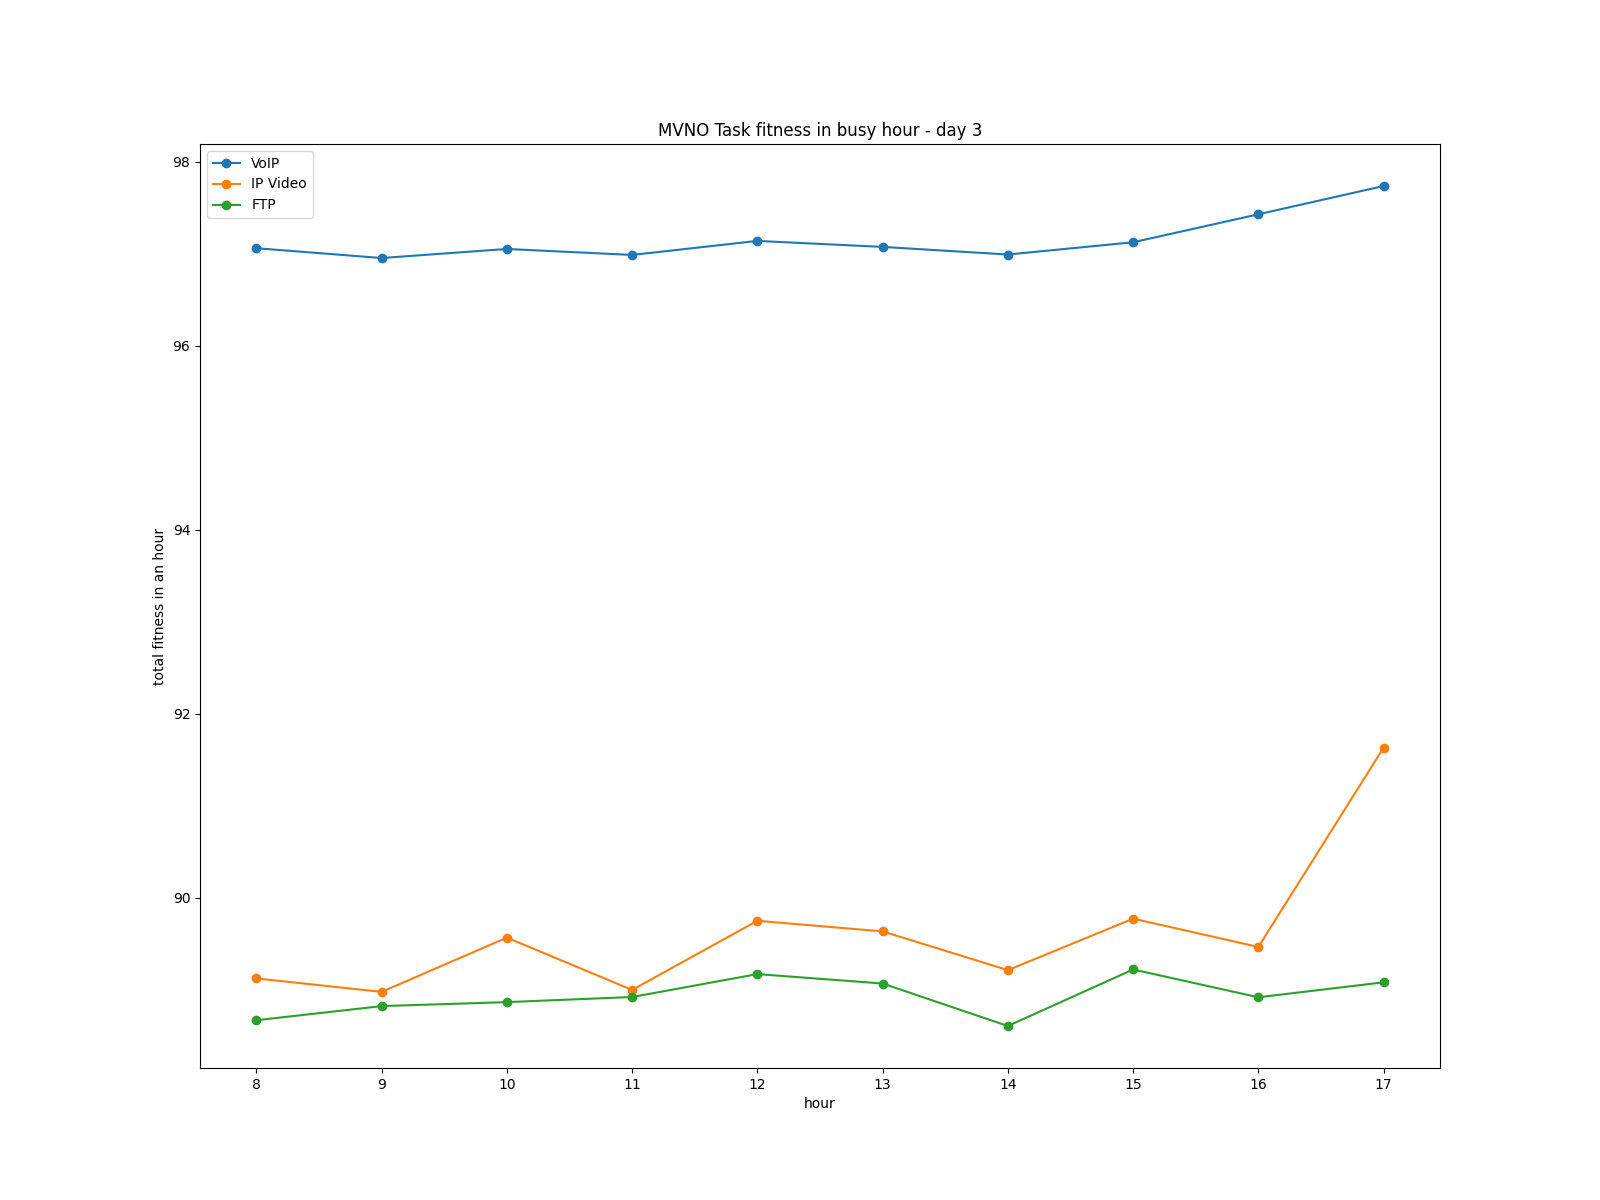 MVNO Task fitness in busy hour - day 3
VoIP
IP Video
FTP
98
96
94
92
90
total fitness in an hour
8 9 10 11 12 13 14 15 16 17
hour